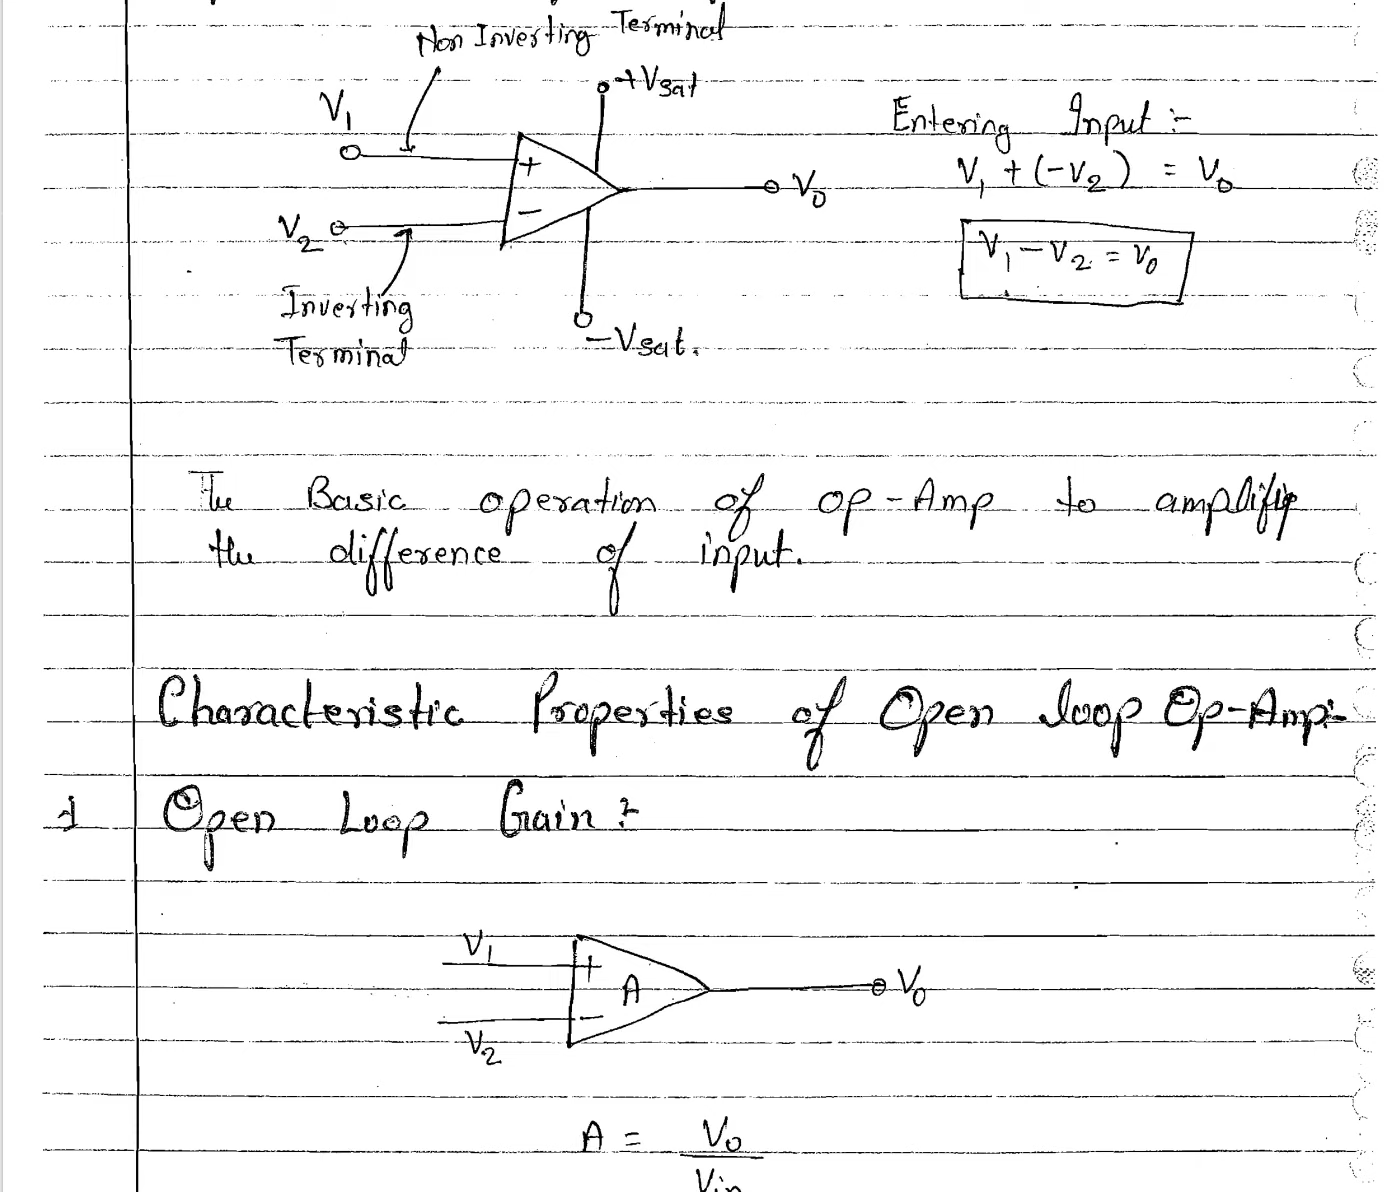 Non Inverting Terminal
+Vsat
V1
Entering Input :-
+
V1 + (-V2) = V0
V0
V2
-
V1 - V2 = V0
Inverting
Terminal
-Vsat.
The Basic operation of op-Amp to amplify
the difference of input.
Characteristic Properties of Open loop Op-Amp:-
1 Open Loop Gain :-
V1
+
A
V0
-
V2
A = V0
Vin